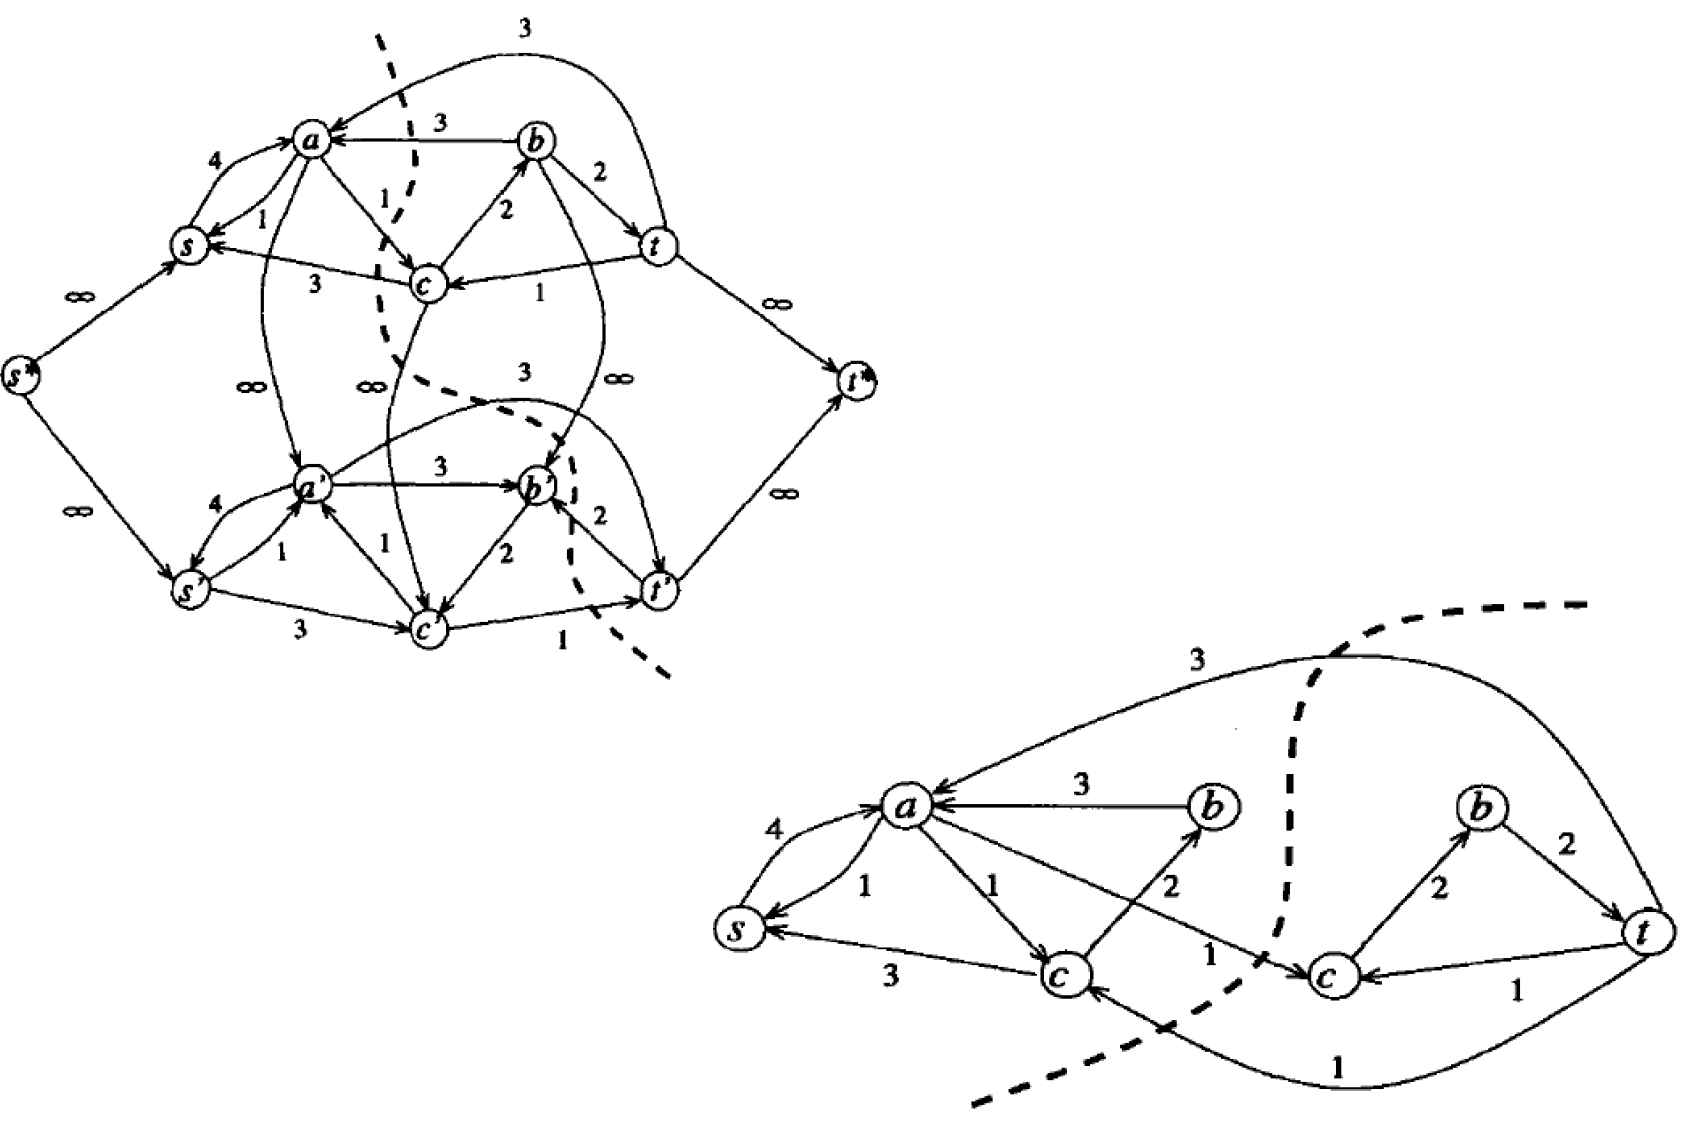 3
a 3 b
4 1 1 2 2
s 3 c 1 t
∞ ∞
s* ∞ ∞ 3 ∞ t*
∞ a' 3 b' ∞
4 1 1 2 2
s' 3 c' 1 t'
3
a 3 b b
4 1 1 2 2 2
s 3 c 1 c 1 t
1